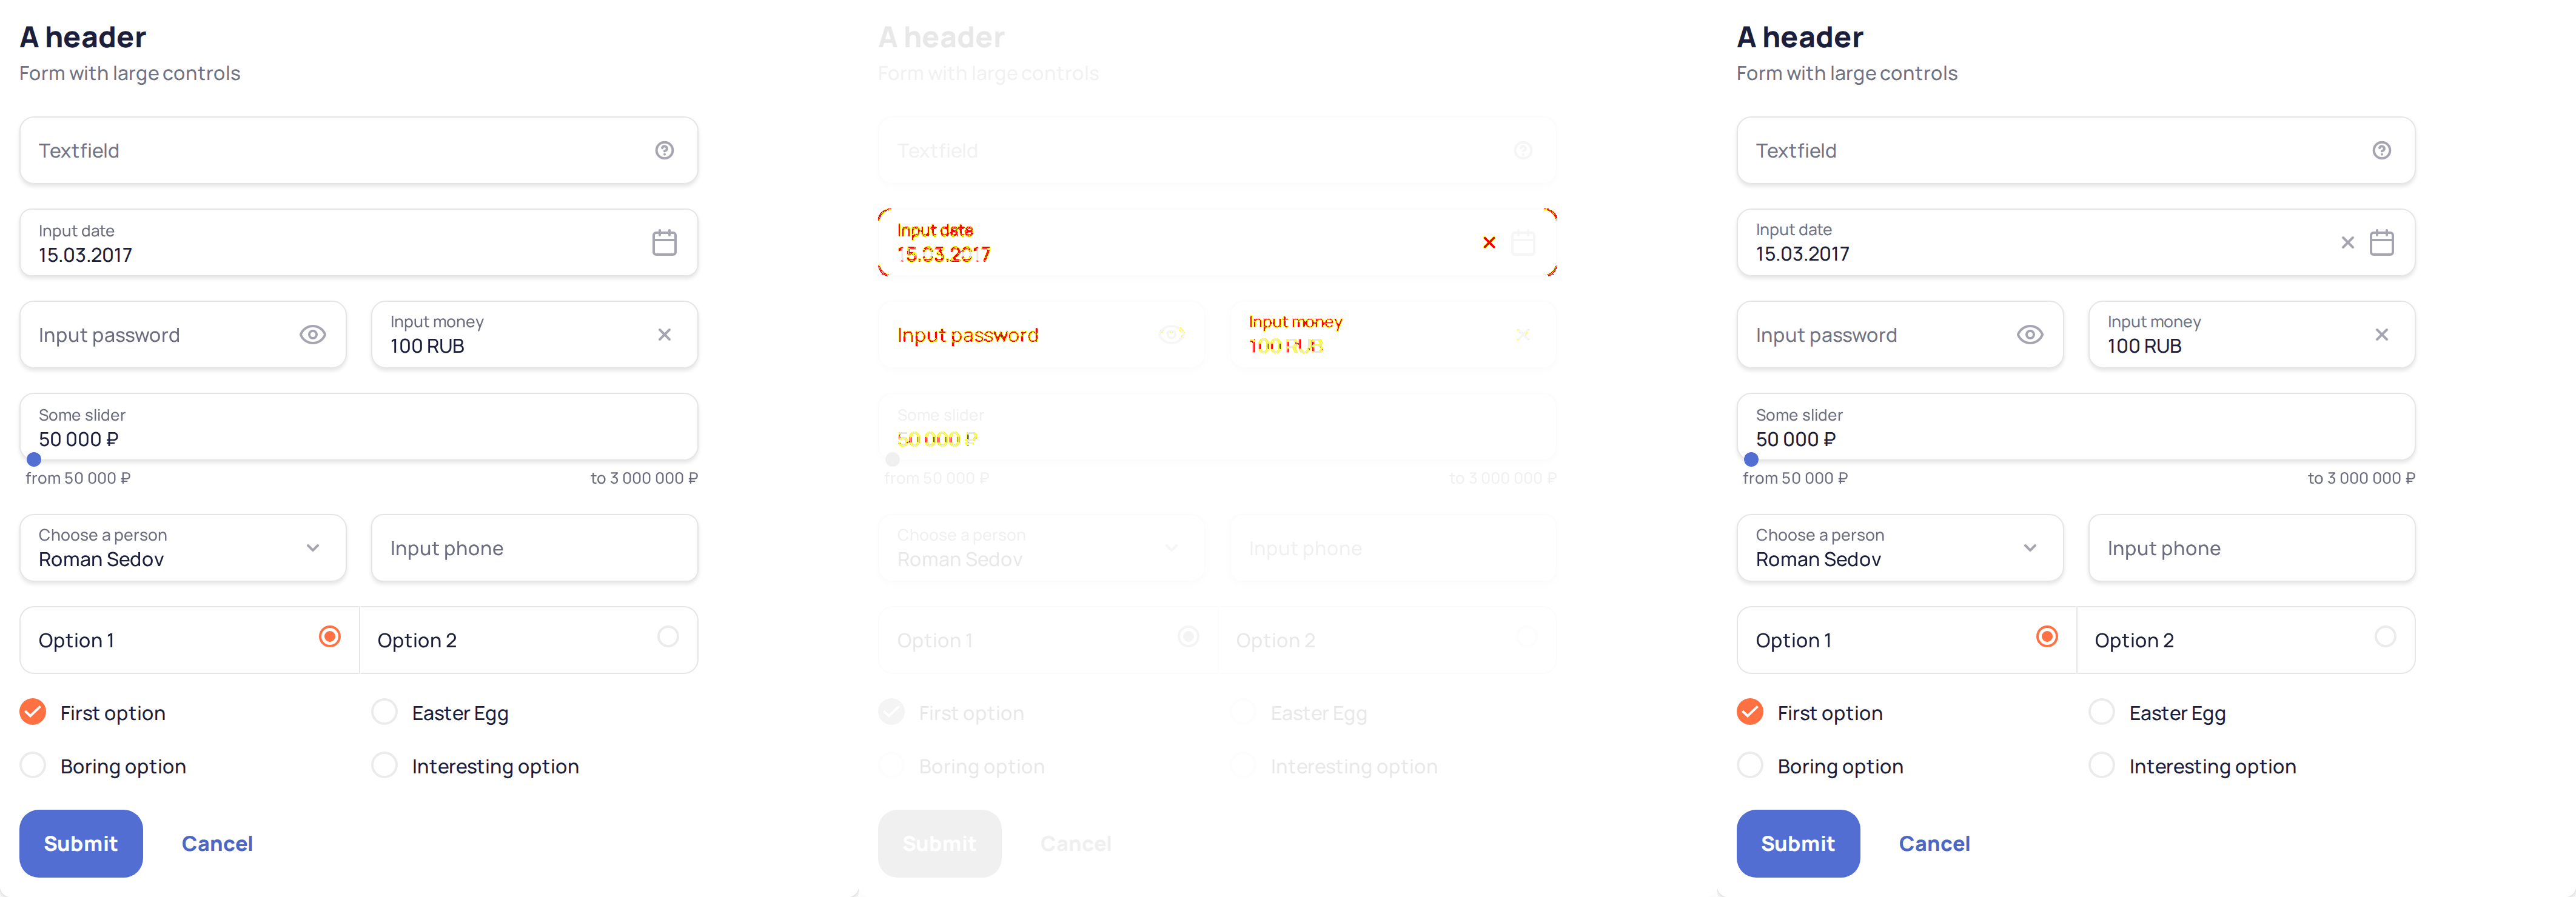 A header
Form with large controls
Textfield
Input date
15.03.2017
Input password
Input money
100 RUB
Some slider
50 000 ₽
from 50 000 ₽
to 3 000 000 ₽
Choose a person
Roman Sedov
Input phone
Option 1
Option 2
First option
Easter Egg
Boring option
Interesting option
Submit
Cancel
A header
Form with large controls
Textfield
Input date
15.03.2017
Input password
Input money
100 RUB
Some slider
50 000 ₽
from 50 000 ₽
to 3 000 000 ₽
Choose a person
Roman Sedov
Input phone
Option 1
Option 2
First option
Easter Egg
Boring option
Interesting option
Submit
Cancel
A header
Form with large controls
Textfield
Input date
15.03.2017
Input password
Input money
100 RUB
Some slider
50 000 ₽
from 50 000 ₽
to 3 000 000 ₽
Choose a person
Roman Sedov
Input phone
Option 1
Option 2
First option
Easter Egg
Boring option
Interesting option
Submit
Cancel